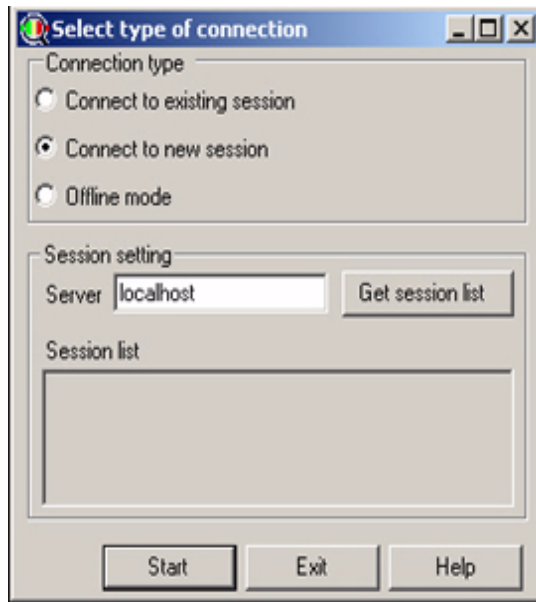 Select type of connection
Connection type
Connect to existing session
Connect to new session
Offline mode
Session setting
Server localhost Get session list
Session list
Start Exit Help